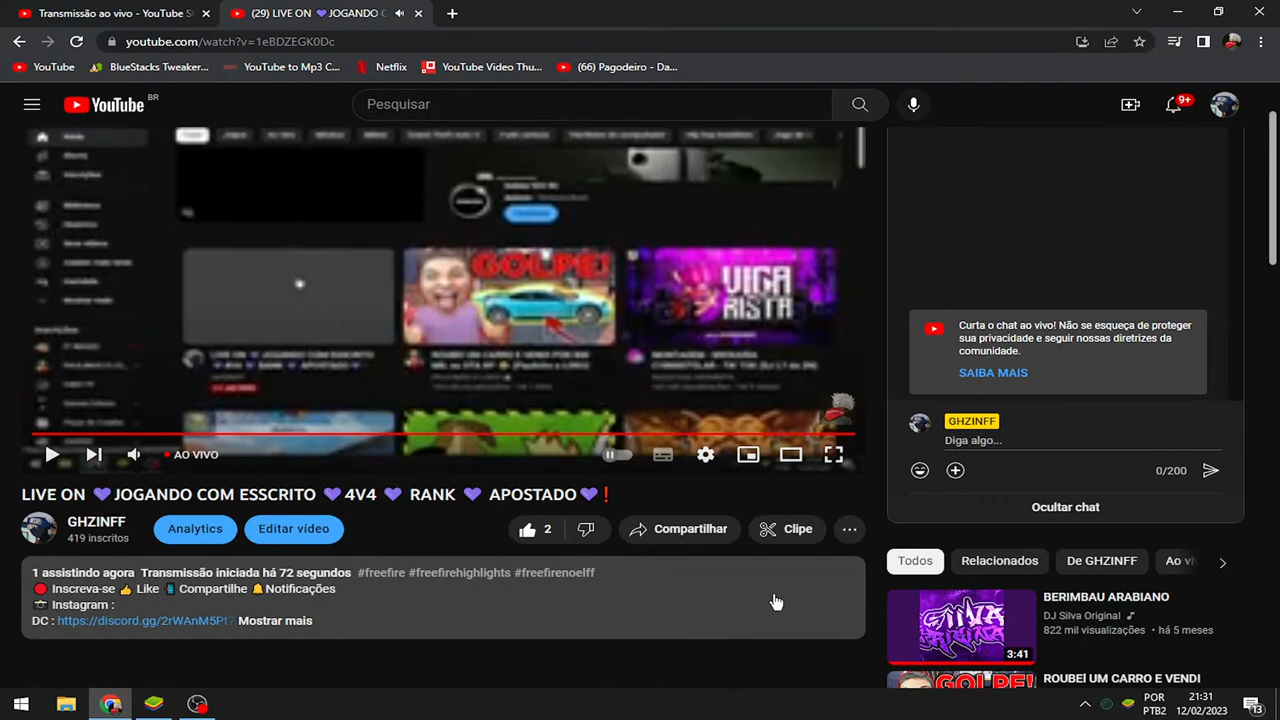 Transmissão ao vivo - YouTube S
(29) LIVE ON 💜JOGANDO C
youtube.com/watch?v=1eBDZEGK0Dc
YouTube
BlueStacks Tweaker...
YouTube to Mp3 C...
Netflix
YouTube Video Thu...
(66) Pagodeiro - Da...
YouTube BR
Pesquisar
9+
GOLPE!
VIGA
RISTA
AO VIVO
Curta o chat ao vivo! Não se esqueça de proteger
sua privacidade e seguir nossas diretrizes da
comunidade.
SAIBA MAIS
GHZINFF
Diga algo...
0/200
Ocultar chat
LIVE ON 💜JOGANDO COM ESSCRITO 💜4V4 💜 RANK 💜 APOSTADO💜❗
GHZINFF
419 inscritos
Analytics
Editar vídeo
2
Compartilhar
Clipe
1 assistindo agora Transmissão iniciada há 72 segundos #freefire #freefirehighlights #freefirenoelff
🔴 Inscreva-se 👍 Like 📱Compartilhe 🔔Notificações
📷 Instagram :
DC : https://discord.gg/2rWAnM5Pt7 Mostrar mais
Todos
Relacionados
De GHZINFF
Ao vi
3:41
BERIMBAU ARABIANO
DJ Silva Original
822 mil visualizações • há 5 meses
GOLPE!
ROUBEI UM CARRO E VENDI
POR
PTB2
21:31
12/02/2023
13